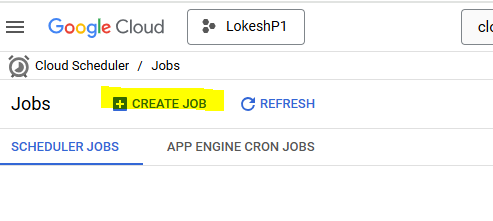 Google Cloud LokeshP1 clo
Cloud Scheduler / Jobs
Jobs CREATE JOB REFRESH
SCHEDULER JOBS APP ENGINE CRON JOBS